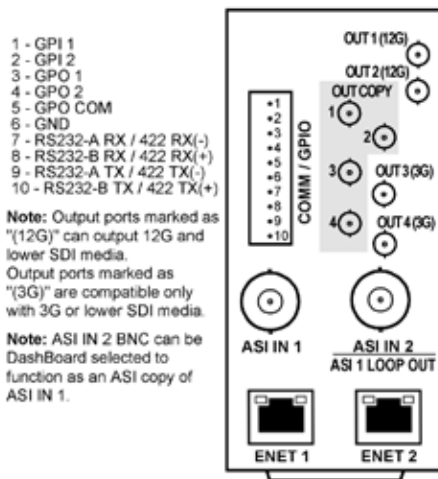 1 - GPI 1
2 - GPI 2
3 - GPO 1
4 - GPO 2
5 - GPO COM
6 - GND
7 - RS232-A RX / 422 RX(-)
8 - RS232-B RX / 422 RX(+)
9 - RS232-A TX / 422 TX(-)
10 - RS232-B TX / 422 TX(+)
Note: Output ports marked as
"(12G)" can output 12G and
lower SDI media.
Output ports marked as
"(3G)" are compatible only
with 3G or lower SDI media.
Note: ASI IN 2 BNC can be
DashBoard selected to
function as an ASI copy of
ASI IN 1.
OUT 1 (12G)
OUT 2 (12G)
OUT COPY
1
2
3
OUT 3 (3G)
4
OUT 4 (3G)
•1
•2
•3
•4
•5
•6
•7
•8
•9
•10
COMM / GPIO
ASI IN 1
ASI IN 2
ASI 1 LOOP OUT
ENET 1
ENET 2